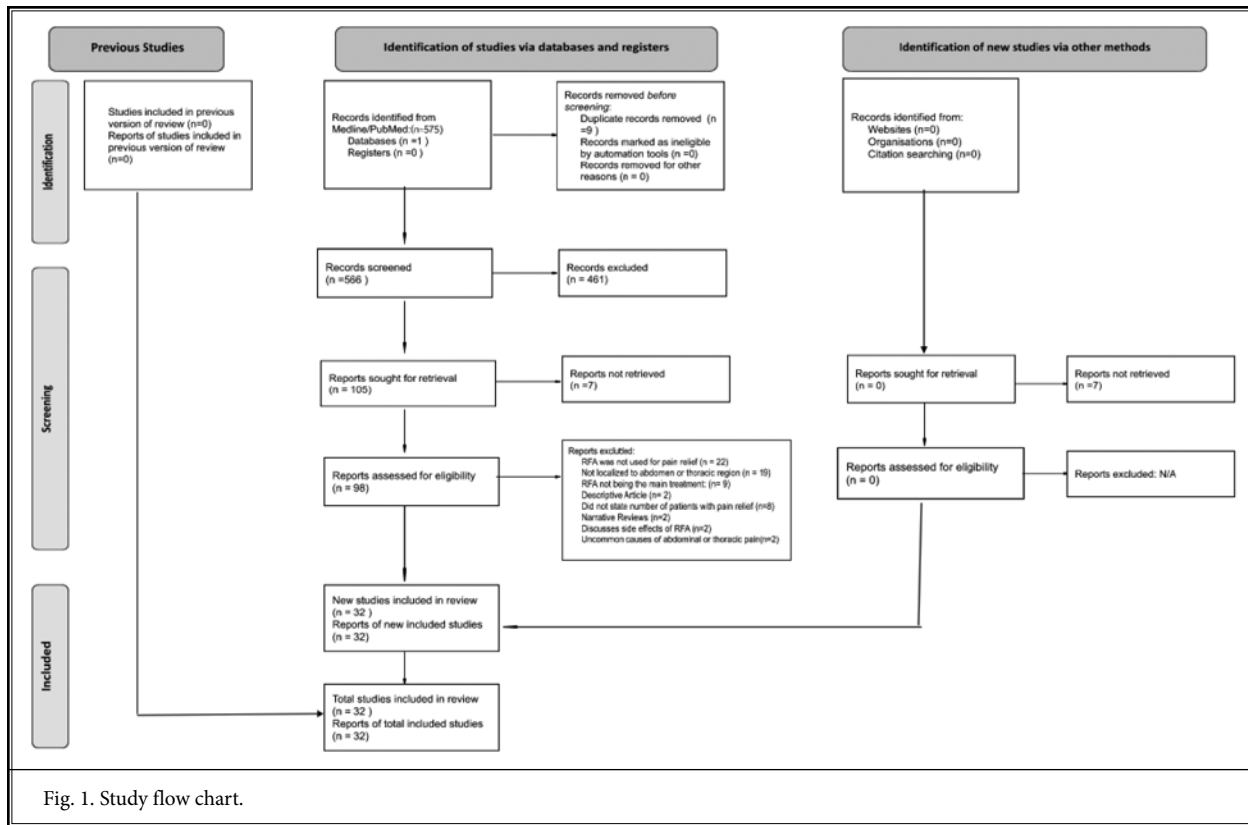 Previous Studies
Identification of studies via databases and registers
Identification of new studies via other methods
Identification
Studies included in previous
version of review (n=0)
Reports of studies included in
previous version of review
(n=0)
Records identified from
Medline/PubMed:(n=575)
Databases (n =1 )
Registers (n =0 )
Records removed before
screening:
Duplicate records removed (n
=9 )
Records marked as ineligible
by automation tools (n =0)
Records removed for other
reasons (n = 0)
Records identified from:
Websites (n=0)
Organisations (n=0)
Citation searching (n=0)
Screening
Records screened
(n =566 )
Records excluded
(n = 461)
Reports sought for retrieval
(n = 105)
Reports not retrieved
(n =7)
Reports sought for retrieval
(n = 0)
Reports not retrieved
(n =7)
Reports assessed for eligibility
(n = 98)
Reports excluded:
RFA was not used for pain relief (n = 22)
Not localized to abdomen or thoracic region (n = 19)
RFA not being the main treatment: (n= 9)
Descriptive Article (n= 2)
Did not state number of patients with pain relief (n=8)
Narrative Reviews (n=2)
Discusses side effects of RFA (n=2)
Uncommon causes of abdominal or thoracic pain(n=2)
Reports assessed for eligibility
(n = 0)
Reports excluded: N/A
Included
New studies included in review
(n = 32 )
Reports of new included studies
(n = 32)
Total studies included in review
(n = 32 )
Reports of total included studies
(n = 32)
Fig. 1. Study flow chart.